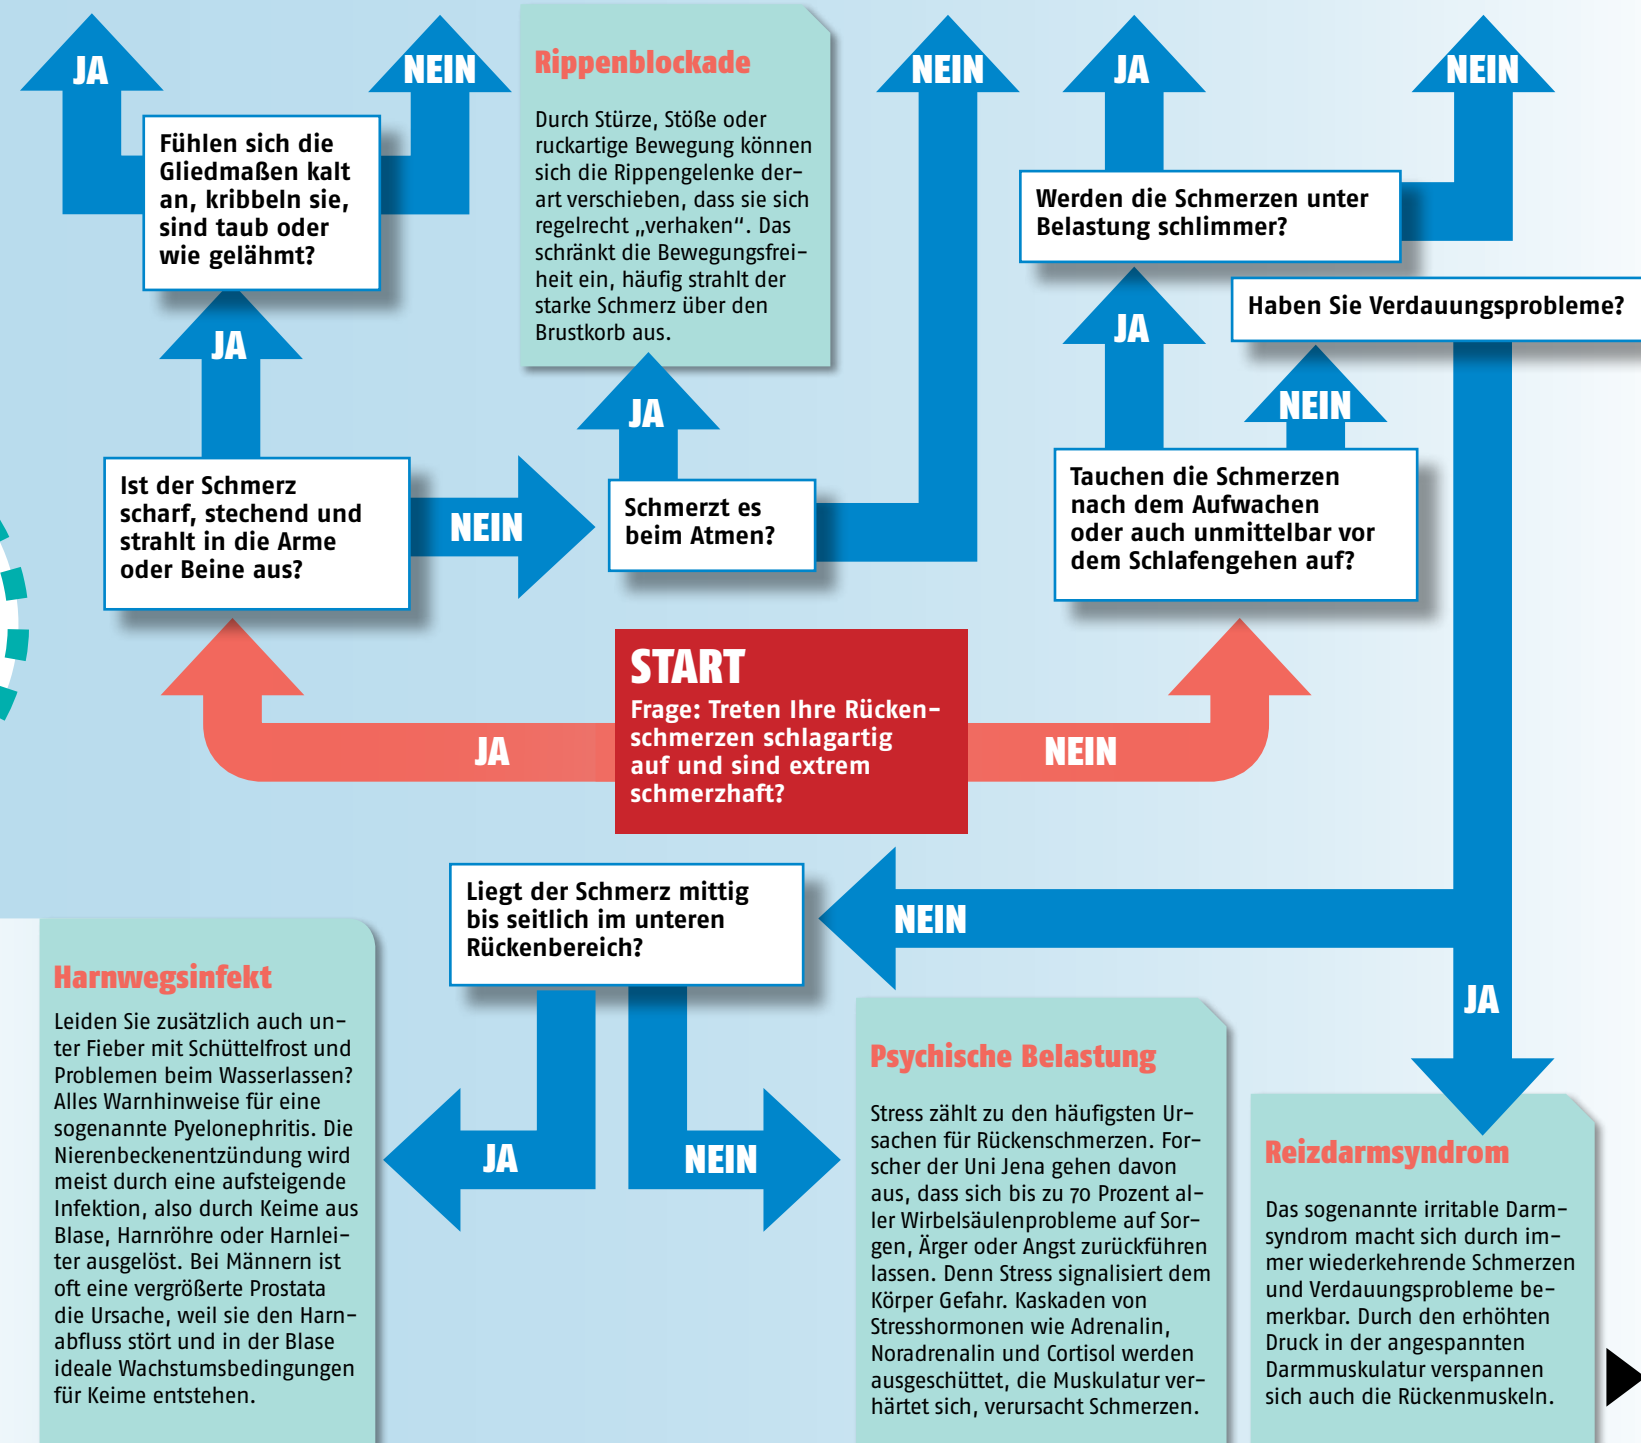 JA
NEIN
Rippenblockade
Durch Stürze, Stöße oder
ruckartige Bewegung können
sich die Rippengelenke der-
art verschieben, dass sie sich
regelrecht „verhaken“. Das
schränkt die Bewegungsfrei-
heit ein, häufig strahlt der
starke Schmerz über den
Brustkorb aus.
NEIN
JA
NEIN
Fühlen sich die
Gliedmaßen kalt
an, kribbeln sie,
sind taub oder
wie gelähmt?
Werden die Schmerzen unter
Belastung schlimmer?
Haben Sie Verdauungsprobleme?
JA
JA
JA
NEIN
Ist der Schmerz
scharf, stechend und
strahlt in die Arme
oder Beine aus?
NEIN
Schmerzt es
beim Atmen?
Tauchen die Schmerzen
nach dem Aufwachen
oder auch unmittelbar vor
dem Schlafengehen auf?
START
Frage: Treten Ihre Rücken-
schmerzen schlagartig
auf und sind extrem
schmerzhaft?
JA
NEIN
Liegt der Schmerz mittig
bis seitlich im unteren
Rückenbereich?
NEIN
JA
JA
NEIN
Harnwegsinfekt
Leiden Sie zusätzlich auch un-
ter Fieber mit Schüttelfrost und
Problemen beim Wasserlassen?
Alles Warnhinweise für eine
sogenannte Pyelonephritis. Die
Nierenbeckenentzündung wird
meist durch eine aufsteigende
Infektion, also durch Keime aus
Blase, Harnröhre oder Harnlei-
ter ausgelöst. Bei Männern ist
oft eine vergrößerte Prostata
die Ursache, weil sie den Harn-
abfluss stört und in der Blase
ideale Wachstumsbedingungen
für Keime entstehen.
Psychische Belastung
Stress zählt zu den häufigsten Ur-
sachen für Rückenschmerzen. For-
scher der Uni Jena gehen davon
aus, dass sich bis zu 70 Prozent al-
ler Wirbelsäulenprobleme auf Sor-
gen, Ärger oder Angst zurückführen
lassen. Denn Stress signalisiert dem
Körper Gefahr. Kaskaden von
Stresshormonen wie Adrenalin,
Noradrenalin und Cortisol werden
ausgeschüttet, die Muskulatur ver-
härtet sich, verursacht Schmerzen.
Reizdarmsyndrom
Das sogenannte irritable Darm-
syndrom macht sich durch im-
mer wiederkehrende Schmerzen
und Verdauungsprobleme be-
merkbar. Durch den erhöhten
Druck in der angespannten
Darmmuskulatur verspannen
sich auch die Rückenmuskeln.